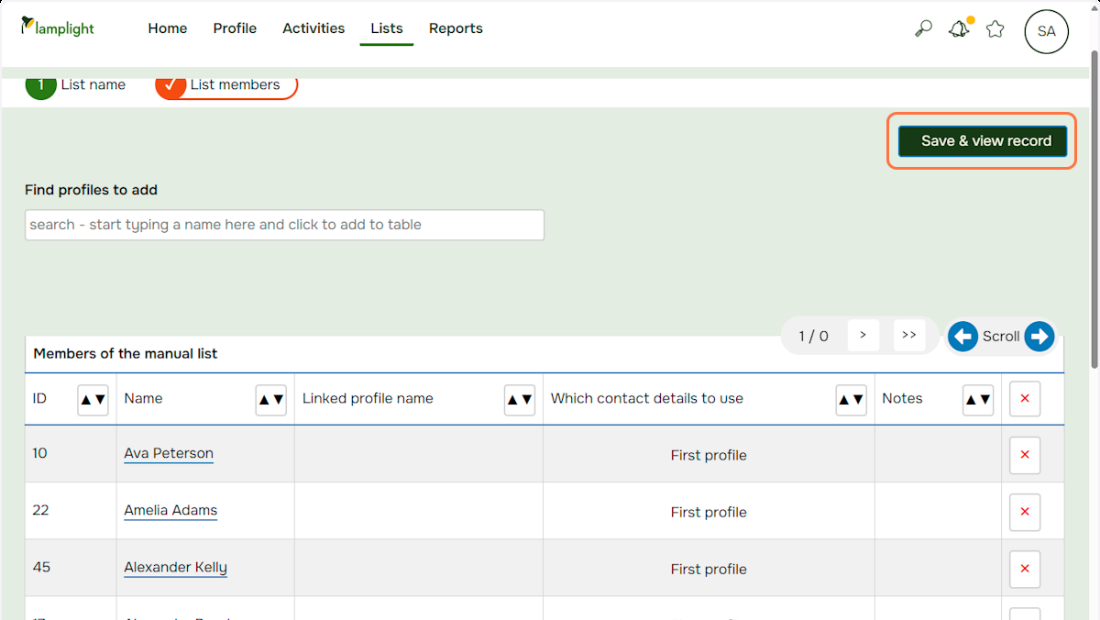 lamplight
Home Profile Activities Lists Reports
SA
1 List name List members
Save & view record
Find profiles to add
search - start typing a name here and click to add to table
1 / 0 > >> Scroll
Members of the manual list
ID ▲▼ Name ▲▼ Linked profile name ▲▼ Which contact details to use ▲▼ Notes ▲▼ ×
10 Ava Peterson First profile ×
22 Amelia Adams First profile ×
45 Alexander Kelly First profile ×